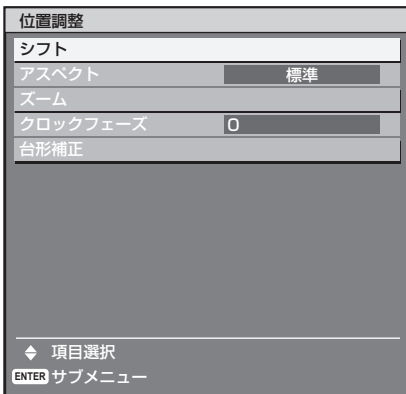 位置調整
シフト
アスペクト 標準
ズーム
クロックフェーズ 0
台形補正
項目選択
ENTER サブメニュー